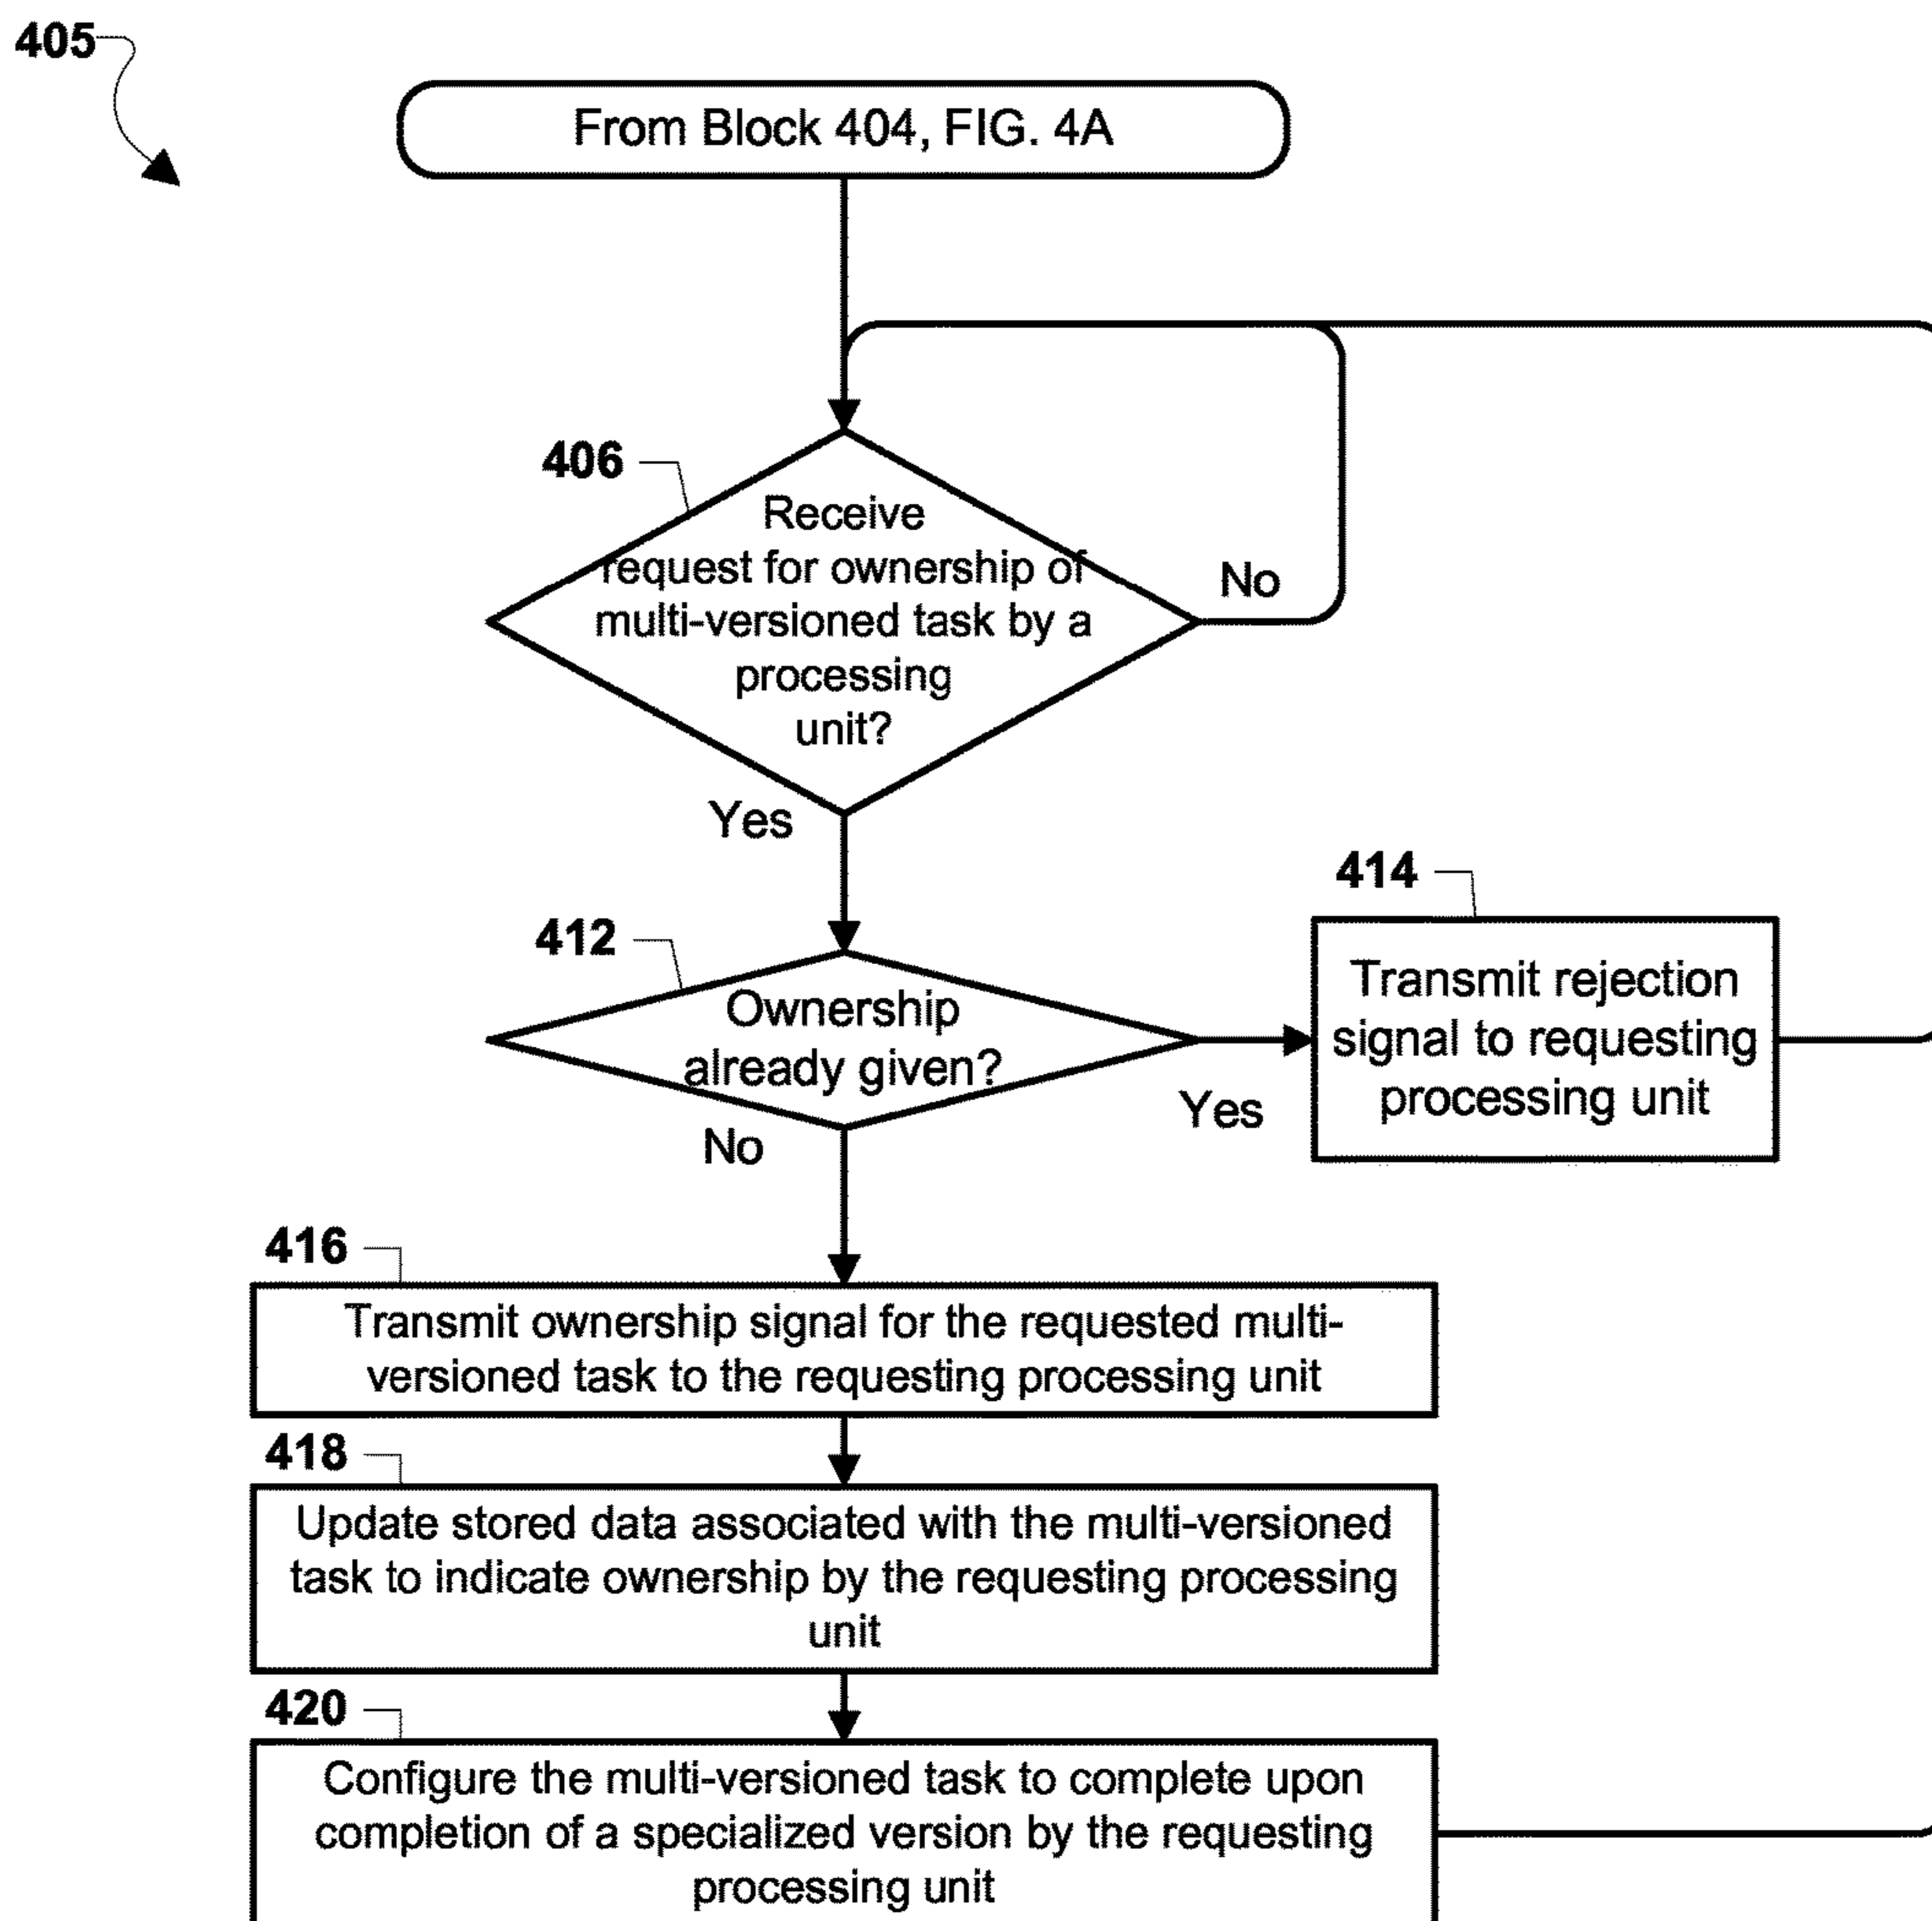 405
From Block 404, FIG. 4A
406
Receive
request for ownership of
multi-versioned task by a
processing
unit?
No
Yes
412
Ownership
already given?
Yes
No
414
Transmit rejection
signal to requesting
processing unit
416
Transmit ownership signal for the requested multi-
versioned task to the requesting processing unit
418
Update stored data associated with the multi-versioned
task to indicate ownership by the requesting processing
unit
420
Configure the multi-versioned task to complete upon
completion of a specialized version by the requesting
processing unit